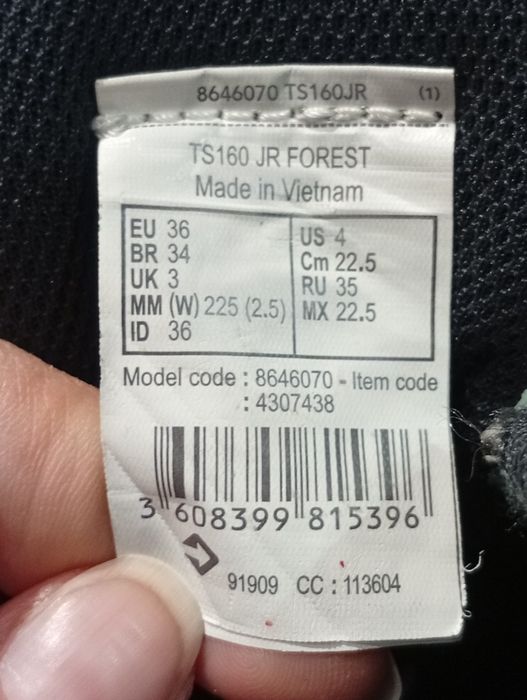 8646070 TS160JR (1)
TS160 JR FOREST
Made in Vietnam
EU 36
BR 34
UK 3
MM (W) 225 (2.5)
ID 36
US 4
Cm 22.5
RU 35
MX 22.5
Model code : 8646070 - Item code
: 4307438
3 608399 815396
91909 CC : 113604